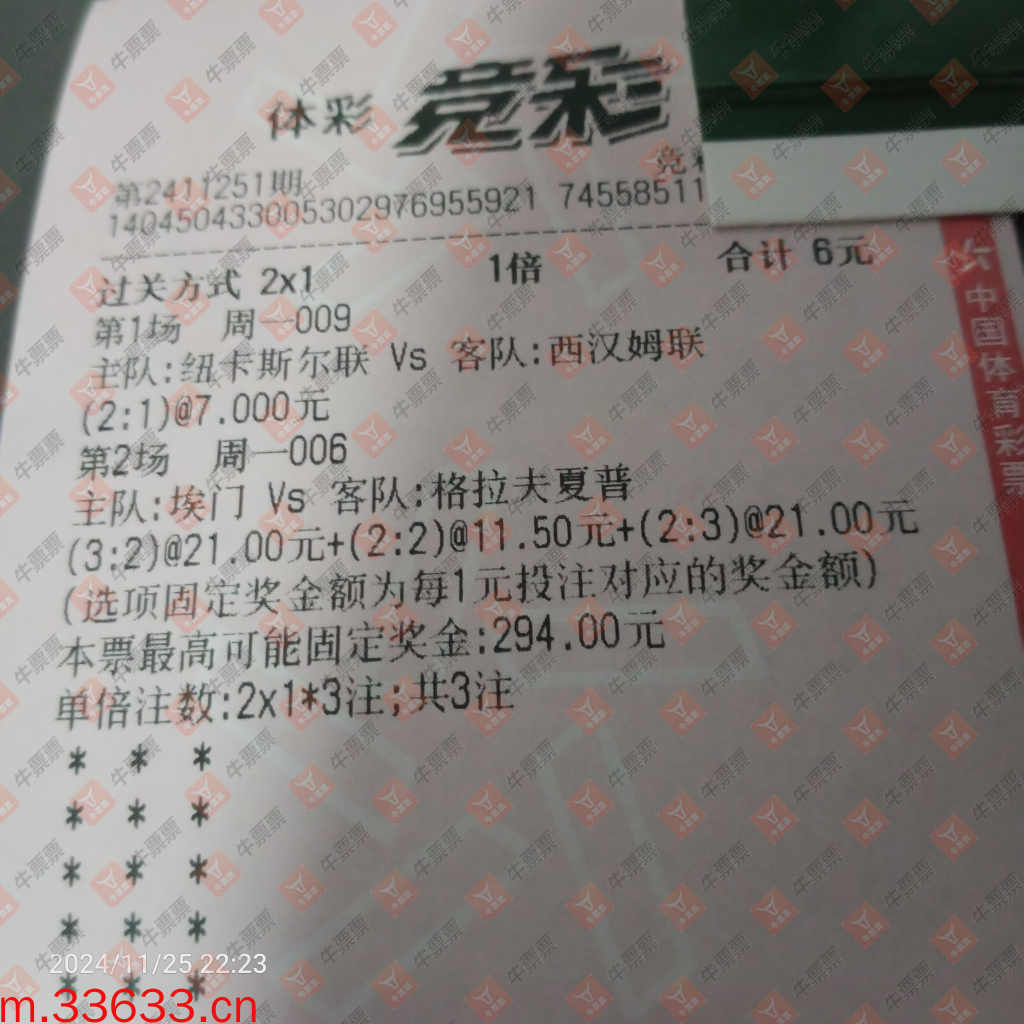 体彩 竞彩
竞彩
第2411251期
140450433005302976955921 74558511
过关方式 2x1 1倍 合计 6元
第1场 周一009
主队:纽卡斯尔联 Vs 客队:西汉姆联
(2:1)@7.000元
第2场 周一006
主队:埃门 Vs 客队:格拉夫夏普
(3:2)@21.00元+(2:2)@11.50元+(2:3)@21.00元
(选项固定奖金额为每1元投注对应的奖金额)
本票最高可能固定奖金:294.00元
单倍注数:2x1*3注;共3注
* * *
* * *
* * *
* * *
* * *
中国体育彩票
牛票票
2024/11/25 22:23
m.33633.cn